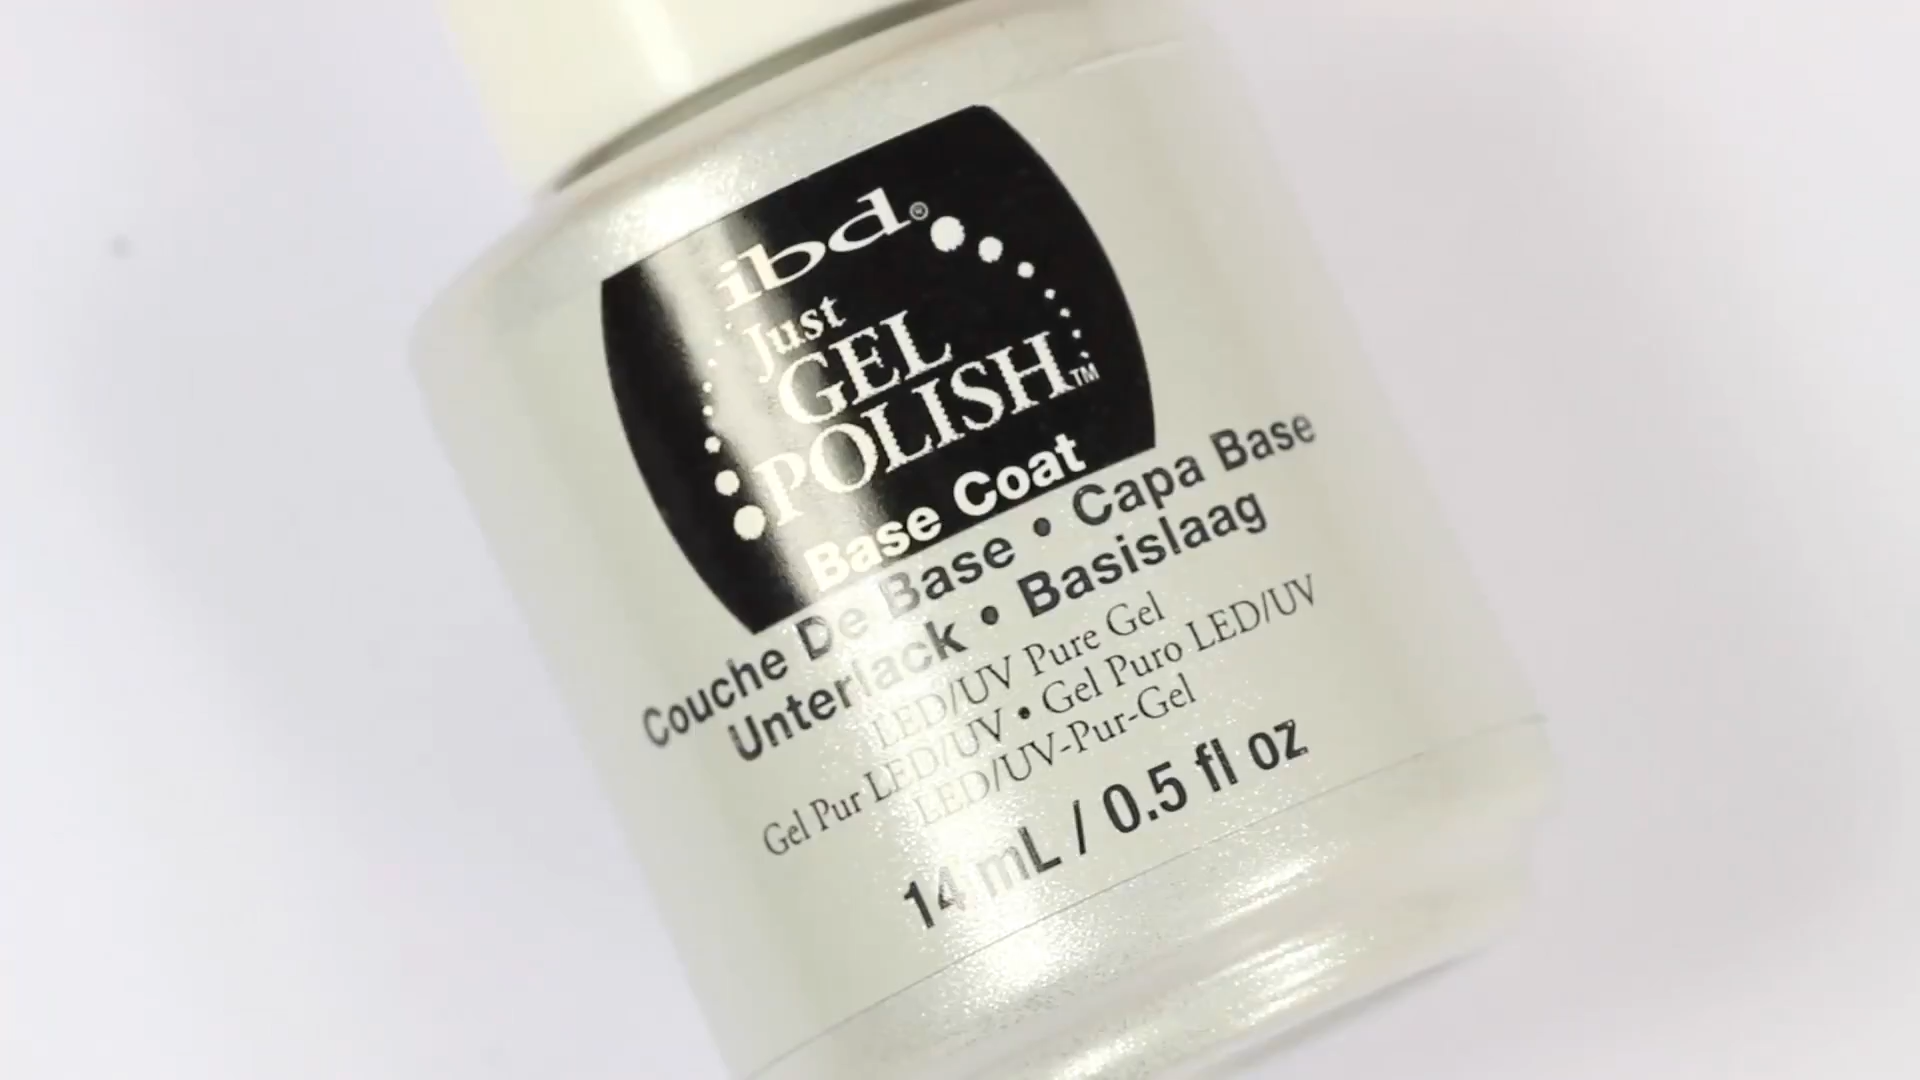 ibd®
Just
GEL
POLISH™
Base Coat
Couche De Base • Capa Base
Unterlack • Basislaag
LED/UV Pure Gel
Gel Pur LED/UV • Gel Puro LED/UV
LED/UV-Pur-Gel
14 mL / 0.5 fl oz